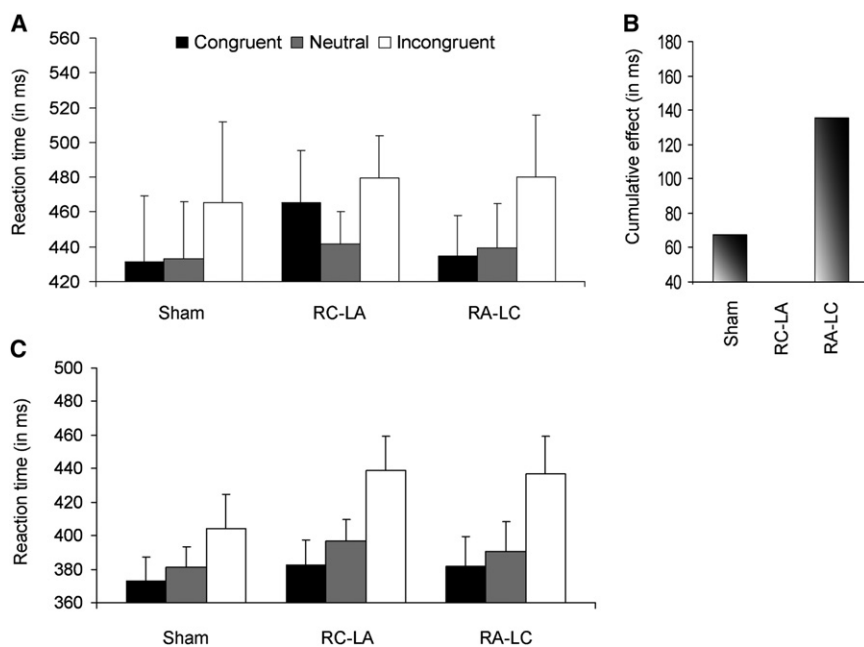 A
Reaction time (in ms)
560
540
520
500
480
460
440
420
Congruent Neutral Incongruent
Sham RC-LA RA-LC
B
Cumulative effect (in ms)
180
160
140
120
100
80
60
40
Sham
RC-LA
RA-LC
C
Reaction time (in ms)
500
480
460
440
420
400
380
360
Sham RC-LA RA-LC